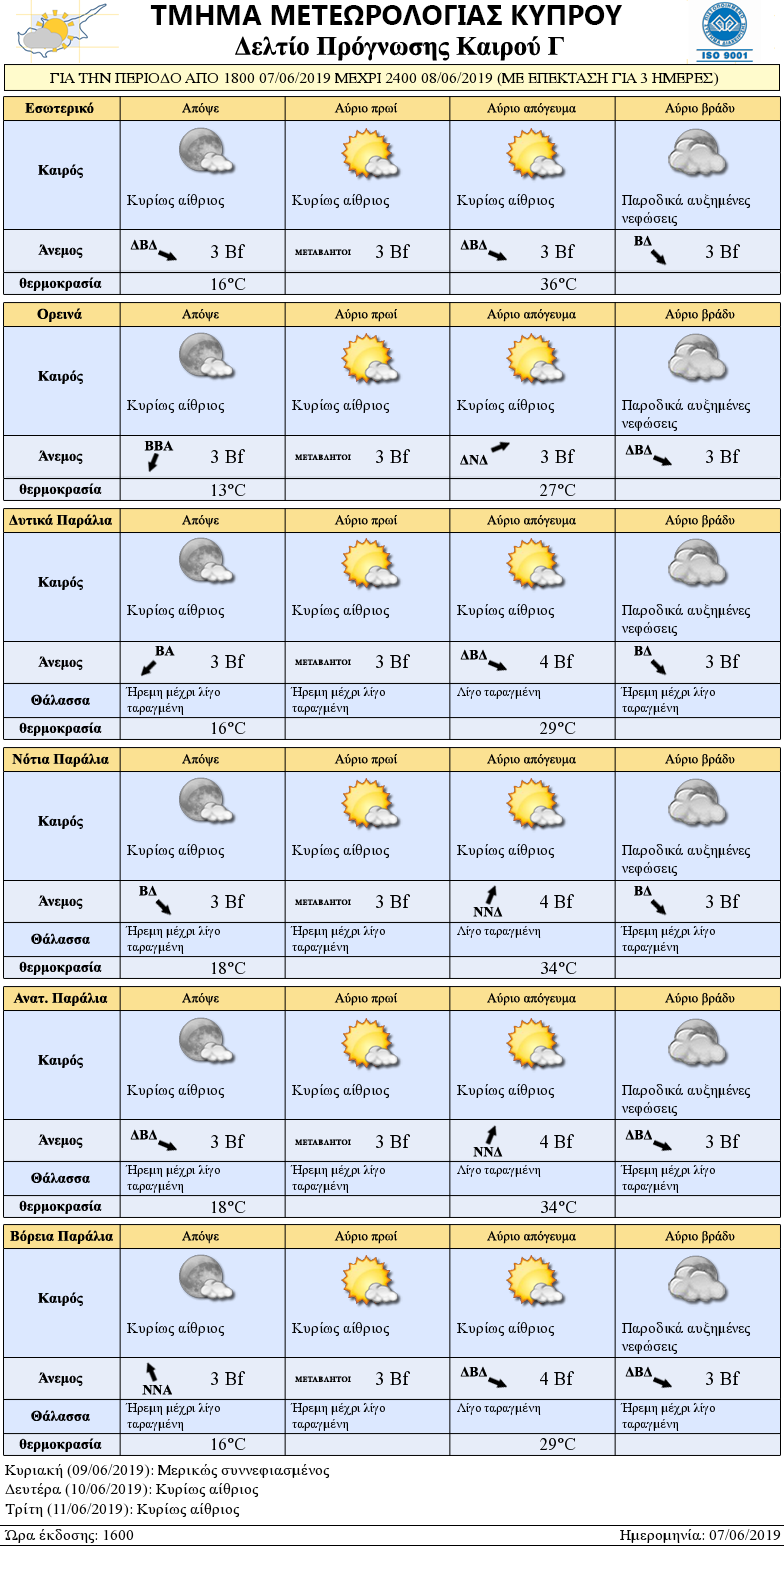 ΤΜΗΜΑ ΜΕΤΕΩΡΟΛΟΓΙΑΣ ΚΥΠΡΟΥ
Δελτίο Πρόγνωσης Καιρού Γ
ISO 9001
ΓΙΑ ΤΗΝ ΠΕΡΙΟΔΟ ΑΠΟ 1800 07/06/2019 ΜΕΧΡΙ 2400 08/06/2019 (ΜΕ ΕΠΕΚΤΑΣΗ ΓΙΑ 3 ΗΜΕΡΕΣ)
Εσωτερικό Απόψε Αύριο πρωί Αύριο απόγευμα Αύριο βράδυ
Καιρός Κυρίως αίθριος Κυρίως αίθριος Κυρίως αίθριος Παροδικά αυξημένες
νεφώσεις
Άνεμος ΔΒΔ 3 Bf ΜΕΤΑΒΛΗΤΟΙ 3 Bf ΔΒΔ 3 Bf ΒΔ 3 Bf
θερμοκρασία 16°C 36°C
Ορεινά Απόψε Αύριο πρωί Αύριο απόγευμα Αύριο βράδυ
Καιρός Κυρίως αίθριος Κυρίως αίθριος Κυρίως αίθριος Παροδικά αυξημένες
νεφώσεις
Άνεμος ΒΒΑ 3 Bf ΜΕΤΑΒΛΗΤΟΙ 3 Bf ΔΝΔ 3 Bf ΔΒΔ 3 Bf
θερμοκρασία 13°C 27°C
Δυτικά Παράλια Απόψε Αύριο πρωί Αύριο απόγευμα Αύριο βράδυ
Καιρός Κυρίως αίθριος Κυρίως αίθριος Κυρίως αίθριος Παροδικά αυξημένες
νεφώσεις
Άνεμος ΒΑ 3 Bf ΜΕΤΑΒΛΗΤΟΙ 3 Bf ΔΒΔ 4 Bf ΒΔ 3 Bf
Θάλασσα Ήρεμη μέχρι λίγο Ήρεμη μέχρι λίγο Λίγο ταραγμένη Ήρεμη μέχρι λίγο
ταραγμένη ταραγμένη ταραγμένη
θερμοκρασία 16°C 29°C
Νότια Παράλια Απόψε Αύριο πρωί Αύριο απόγευμα Αύριο βράδυ
Καιρός Κυρίως αίθριος Κυρίως αίθριος Κυρίως αίθριος Παροδικά αυξημένες
νεφώσεις
Άνεμος ΒΔ 3 Bf ΜΕΤΑΒΛΗΤΟΙ 3 Bf ΝΝΔ 4 Bf ΒΔ 3 Bf
Θάλασσα Ήρεμη μέχρι λίγο Ήρεμη μέχρι λίγο Λίγο ταραγμένη Ήρεμη μέχρι λίγο
ταραγμένη ταραγμένη ταραγμένη
θερμοκρασία 18°C 34°C
Ανατ. Παράλια Απόψε Αύριο πρωί Αύριο απόγευμα Αύριο βράδυ
Καιρός Κυρίως αίθριος Κυρίως αίθριος Κυρίως αίθριος Παροδικά αυξημένες
νεφώσεις
Άνεμος ΔΒΔ 3 Bf ΜΕΤΑΒΛΗΤΟΙ 3 Bf ΝΝΔ 4 Bf ΔΒΔ 3 Bf
Θάλασσα Ήρεμη μέχρι λίγο Ήρεμη μέχρι λίγο Λίγο ταραγμένη Ήρεμη μέχρι λίγο
ταραγμένη ταραγμένη ταραγμένη
θερμοκρασία 18°C 34°C
Βόρεια Παράλια Απόψε Αύριο πρωί Αύριο απόγευμα Αύριο βράδυ
Καιρός Κυρίως αίθριος Κυρίως αίθριος Κυρίως αίθριος Παροδικά αυξημένες
νεφώσεις
Άνεμος ΝΝΑ 3 Bf ΜΕΤΑΒΛΗΤΟΙ 3 Bf ΔΒΔ 4 Bf ΔΒΔ 3 Bf
Θάλασσα Ήρεμη μέχρι λίγο Ήρεμη μέχρι λίγο Λίγο ταραγμένη Ήρεμη μέχρι λίγο
ταραγμένη ταραγμένη ταραγμένη
θερμοκρασία 16°C 29°C
Κυριακή (09/06/2019): Μερικώς συννεφιασμένος
Δευτέρα (10/06/2019): Κυρίως αίθριος
Τρίτη (11/06/2019): Κυρίως αίθριος
Ώρα έκδοσης: 1600 Ημερομηνία: 07/06/2019